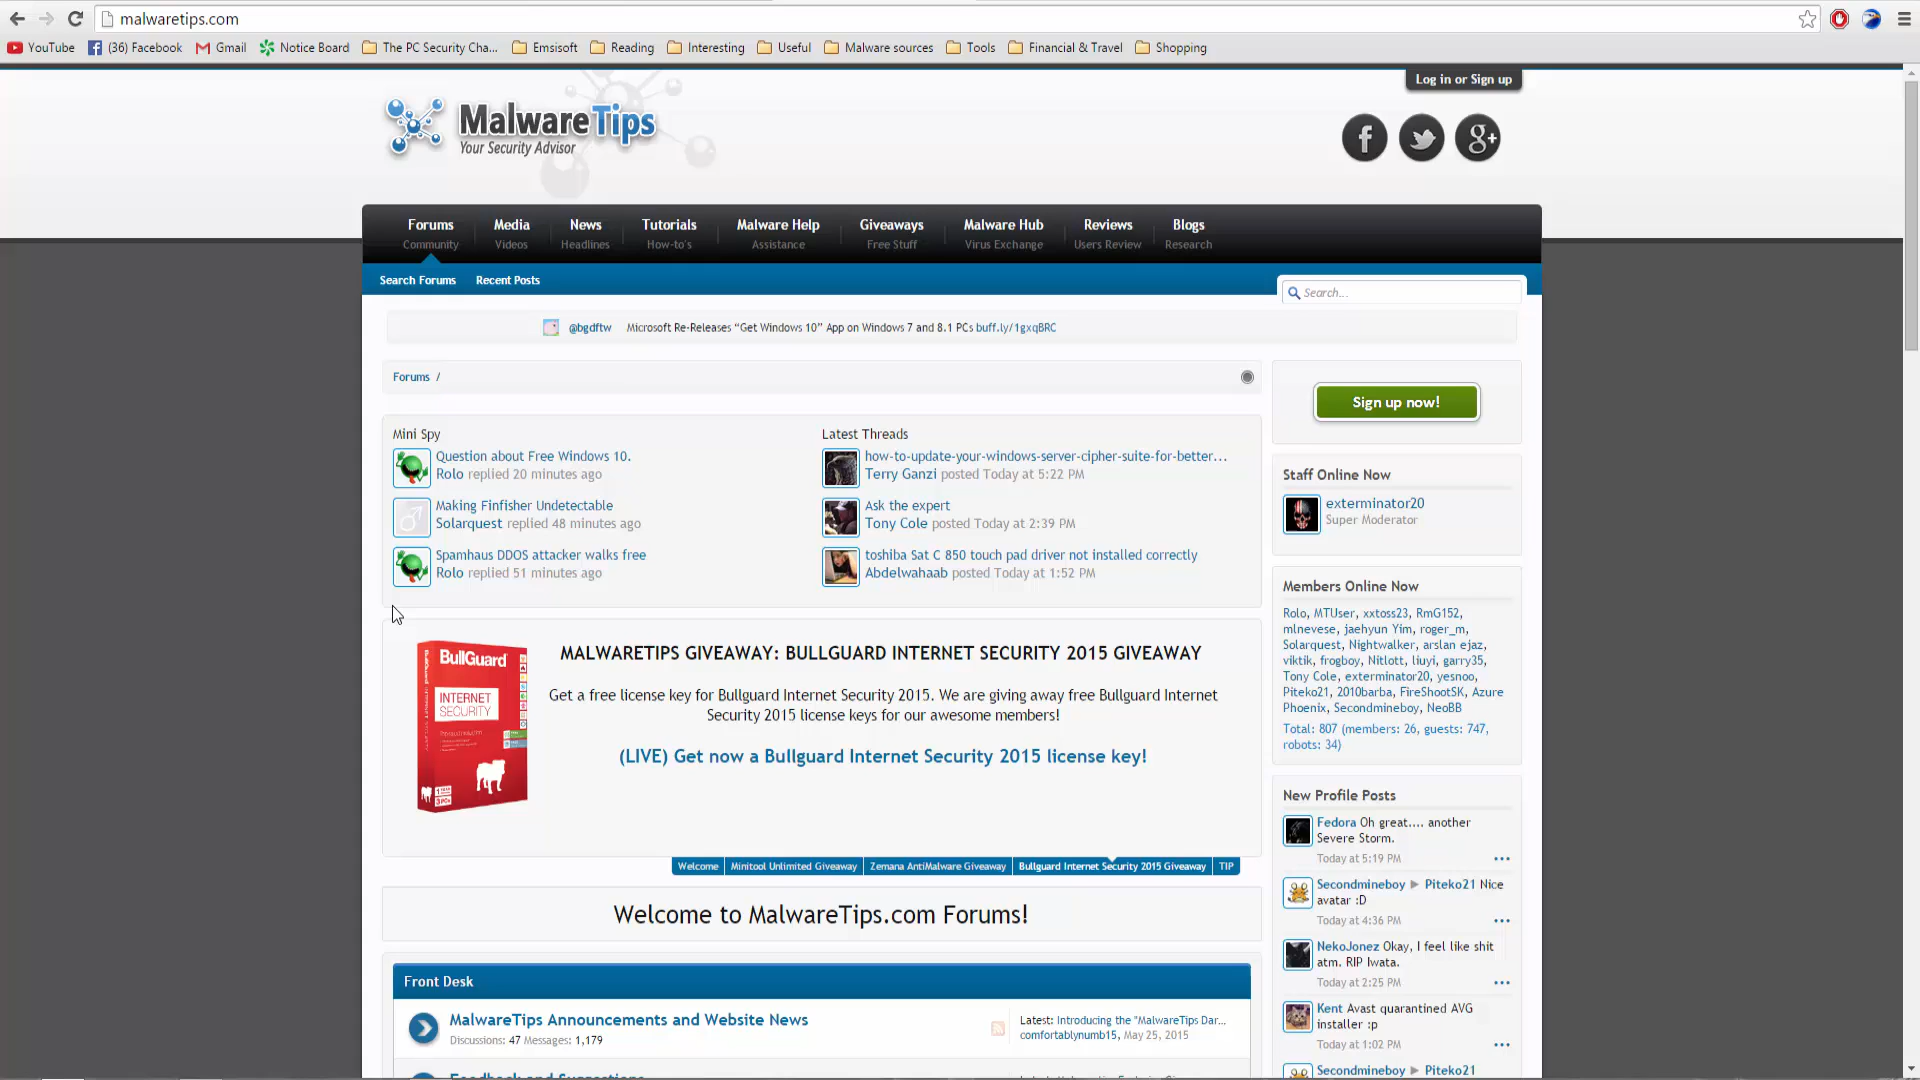 malwaretips.com
YouTube (36) Facebook Gmail Notice Board The PC Security Cha... Emsisoft Reading Interesting Useful Malware sources Tools Financial & Travel Shopping
Log in or Sign up
MalwareTips
Your Security Advisor
Forums Media News Tutorials Malware Help Giveaways Malware Hub Reviews Blogs
Community Videos Headlines How-to's Assistance Free Stuff Virus Exchange Users Review Research
Search Forums Recent Posts
Search...
@bgdftw Microsoft Re-Releases “Get Windows 10” App on Windows 7 and 8.1 PCs buff.ly/1gxqBRC
Forums /
Mini Spy
Question about Free Windows 10.
Rolo replied 20 minutes ago
Making Finfisher Undetectable
Solarquest replied 48 minutes ago
Spamhaus DDOS attacker walks free
Rolo replied 51 minutes ago
Latest Threads
how-to-update-your-windows-server-cipher-suite-for-better...
Terry Ganzi posted Today at 5:22 PM
Ask the expert
Tony Cole posted Today at 2:39 PM
toshiba Sat C 850 touch pad driver not installed correctly
Abdelwahaab posted Today at 1:52 PM
BullGuard
INTERNET
SECURITY
MALWARETIPS GIVEAWAY: BULLGUARD INTERNET SECURITY 2015 GIVEAWAY
Get a free license key for Bullguard Internet Security 2015. We are giving away free Bullguard Internet
Security 2015 license keys for our awesome members!
(LIVE) Get now a Bullguard Internet Security 2015 license key!
Welcome Minitool Unlimited Giveaway Zemana AntiMalware Giveaway Bullguard Internet Security 2015 Giveaway TIP
Welcome to MalwareTips.com Forums!
Front Desk
MalwareTips Announcements and Website News
Discussions: 47 Messages: 1,179
Latest: Introducing the "MalwareTips Dar...
comfortablynumb15, May 25, 2015
Sign up now!
Staff Online Now
exterminator20
Super Moderator
Members Online Now
Rolo, MTUser, xxtoss23, RmG152,
mlnevese, jaehyun Yim, roger_m,
Solarquest, Nightwalker, arslan ejaz,
viktik, frogboy, Nitlott, liuyi, garry35,
Tony Cole, exterminator20, yesnoo,
Piteko21, 2010barba, FireShootSK, Azure
Phoenix, Secondmineboy, NeoBB
Total: 807 (members: 26, guests: 747,
robots: 34)
New Profile Posts
Fedora Oh great.... another
Severe Storm.
Today at 5:19 PM
Secondmineboy ► Piteko21 Nice
avatar :D
Today at 4:36 PM
NekoJonez Okay, I feel like shit
atm. RIP Iwata.
Today at 2:25 PM
Kent Avast quarantined AVG
installer :p
Today at 1:02 PM
Secondmineboy ► Piteko21